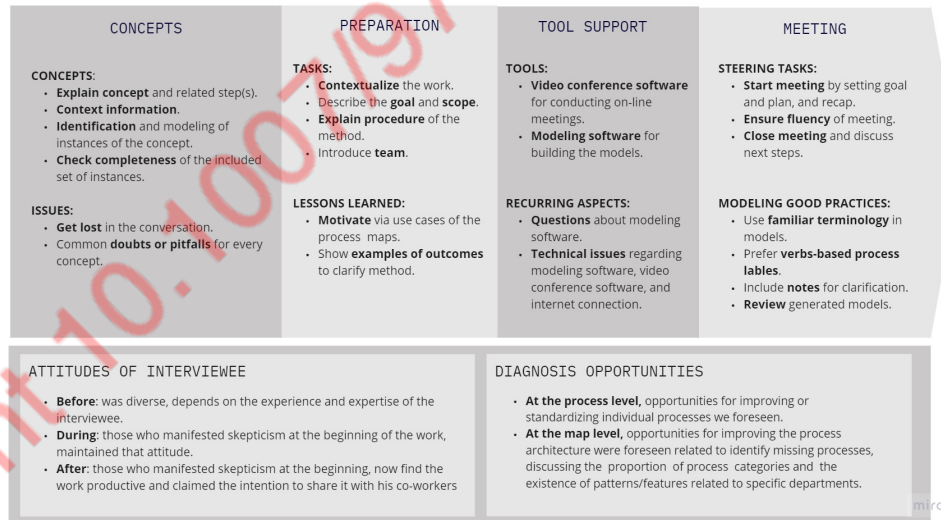 CONCEPTS
CONCEPTS:
• Explain concept and related step(s).
• Context information.
• Identification and modeling of
instances of the concept.
• Check completeness of the included
set of instances.
ISSUES:
• Get lost in the conversation.
• Common doubts or pitfalls for every
concept.
PREPARATION
TASKS:
• Contextualize the work.
• Describe the goal and scope.
• Explain procedure of the
method.
• Introduce team.
LESSONS LEARNED:
• Motivate via use cases of the
process maps.
• Show examples of outcomes
to clarify method.
TOOL SUPPORT
TOOLS:
• Video conference software
for conducting on-line
meetings.
• Modeling software for
building the models.
RECURRING ASPECTS:
• Questions about modeling
software.
• Technical issues regarding
modeling software, video
conference software, and
internet connection.
MEETING
STEERING TASKS:
• Start meeting by setting goal
and plan, and recap.
• Ensure fluency of meeting.
• Close meeting and discuss
next steps.
MODELING GOOD PRACTICES:
• Use familiar terminology in
models.
• Prefer verbs-based process
lables.
• Include notes for clarification.
• Review generated models.
ATTITUDES OF INTERVIEWEE
• Before: was diverse, depends on the experience and expertise of the
interviewee.
• During: those who manifested skepticism at the beginning of the work,
maintained that attitude.
• After: those who manifested skepticism at the beginning, now find the
work productive and claimed the intention to share it with his co-workers
DIAGNOSIS OPPORTUNITIES
• At the process level, opportunities for improving or
standardizing individual processes we foreseen.
• At the map level, opportunities for improving the process
architecture were foreseen related to identify missing processes,
discussing the proportion of process categories and the
existence of patterns/features related to specific departments.
10.1007/97